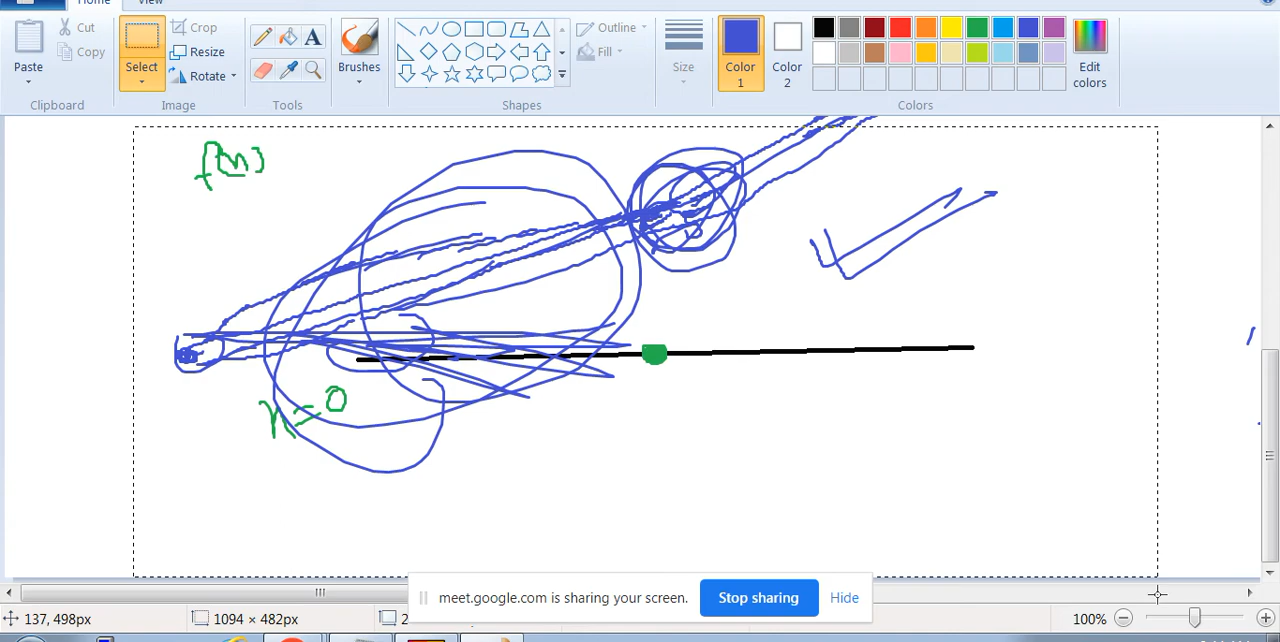 Home View
Cut
Copy
Paste
Clipboard
Crop
Resize
Rotate
Select
Image
A
Tools
Brushes
Outline
Fill
Shapes
Size
Color 1
Color 2
Edit colors
Colors
f(n)
n=0
meet.google.com is sharing your screen.
Stop sharing
Hide
137, 498px
1094 × 482px
2
100%